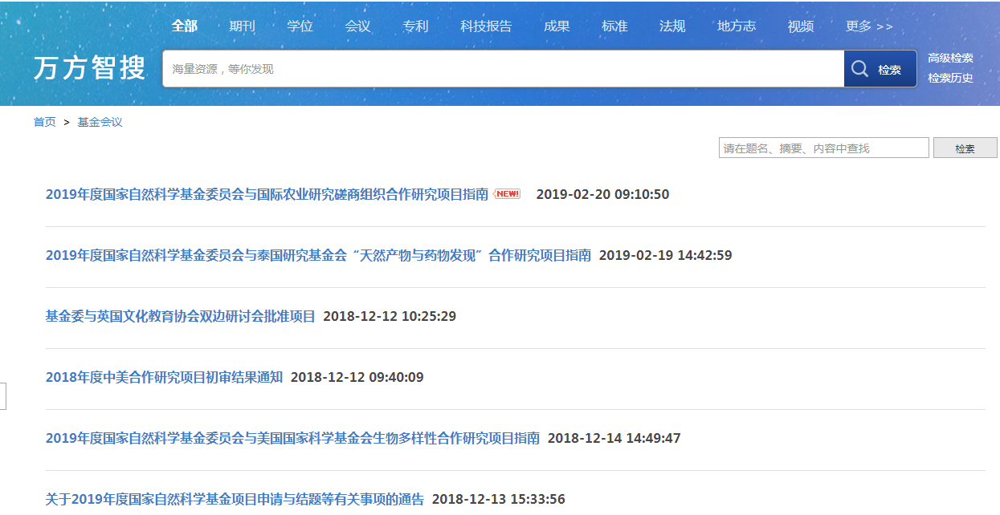 全部 期刊 学位 会议 专利 科技报告 成果 标准 法规 地方志 视频 更多 >>
万方智搜 海量资源，等你发现 检索 高级检索
检索历史
首页 > 基金会议
请在题名、摘要、内容中查找 检索
2019年度国家自然科学基金委员会与国际农业研究磋商组织合作研究项目指南 NEW! 2019-02-20 09:10:50
2019年度国家自然科学基金委员会与泰国研究基金会“天然产物与药物发现”合作研究项目指南 2019-02-19 14:42:59
基金委与英国文化教育协会双边研讨会批准项目 2018-12-12 10:25:29
2018年度中美合作研究项目初审结果通知 2018-12-12 09:40:09
2019年度国家自然科学基金委员会与美国国家科学基金会生物多样性合作研究项目指南 2018-12-14 14:49:47
关于2019年度国家自然科学基金项目申请与结题等有关事项的通告 2018-12-13 15:33:56